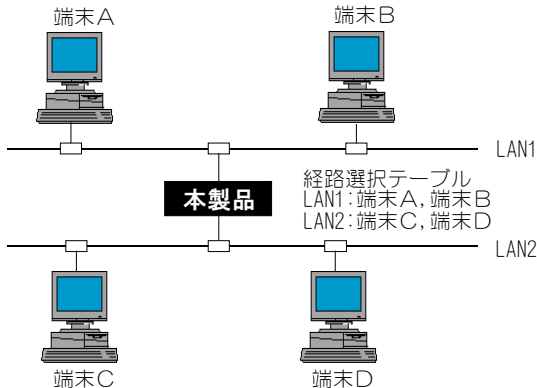 端末A
端末B
LAN1
本製品
経路選択テーブル
LAN1:端末A,端末B
LAN2:端末C,端末D
LAN2
端末C
端末D